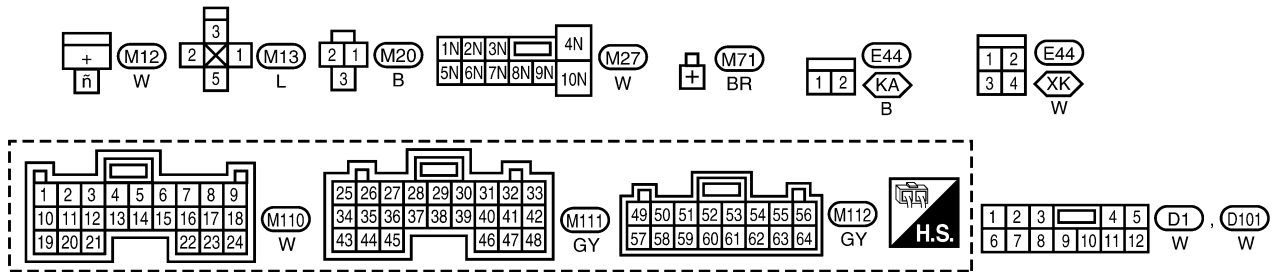 3
+ M12 2 1 M13 2 1 M20 1N 2N 3N 4N M27 M71 1 2 E44
ñ W 5 L 3 B 5N 6N 7N 8N 9N 10N W + BR 1 2 KA 3 4 XK
E44
B W
1 2 3 4 5 6 7 8 9
10 11 12 13 14 15 16 17 18 M110
19 20 21 22 23 24 W
25 26 27 28 29 30 31 32 33
34 35 36 37 38 39 40 41 42 M111
43 44 45 46 47 48 GY
49 50 51 52 53 54 55 56 M112
57 58 59 60 61 62 63 64 GY
H.S.
1 2 3 4 5 D1 , D101
6 7 8 9 10 11 12 W W